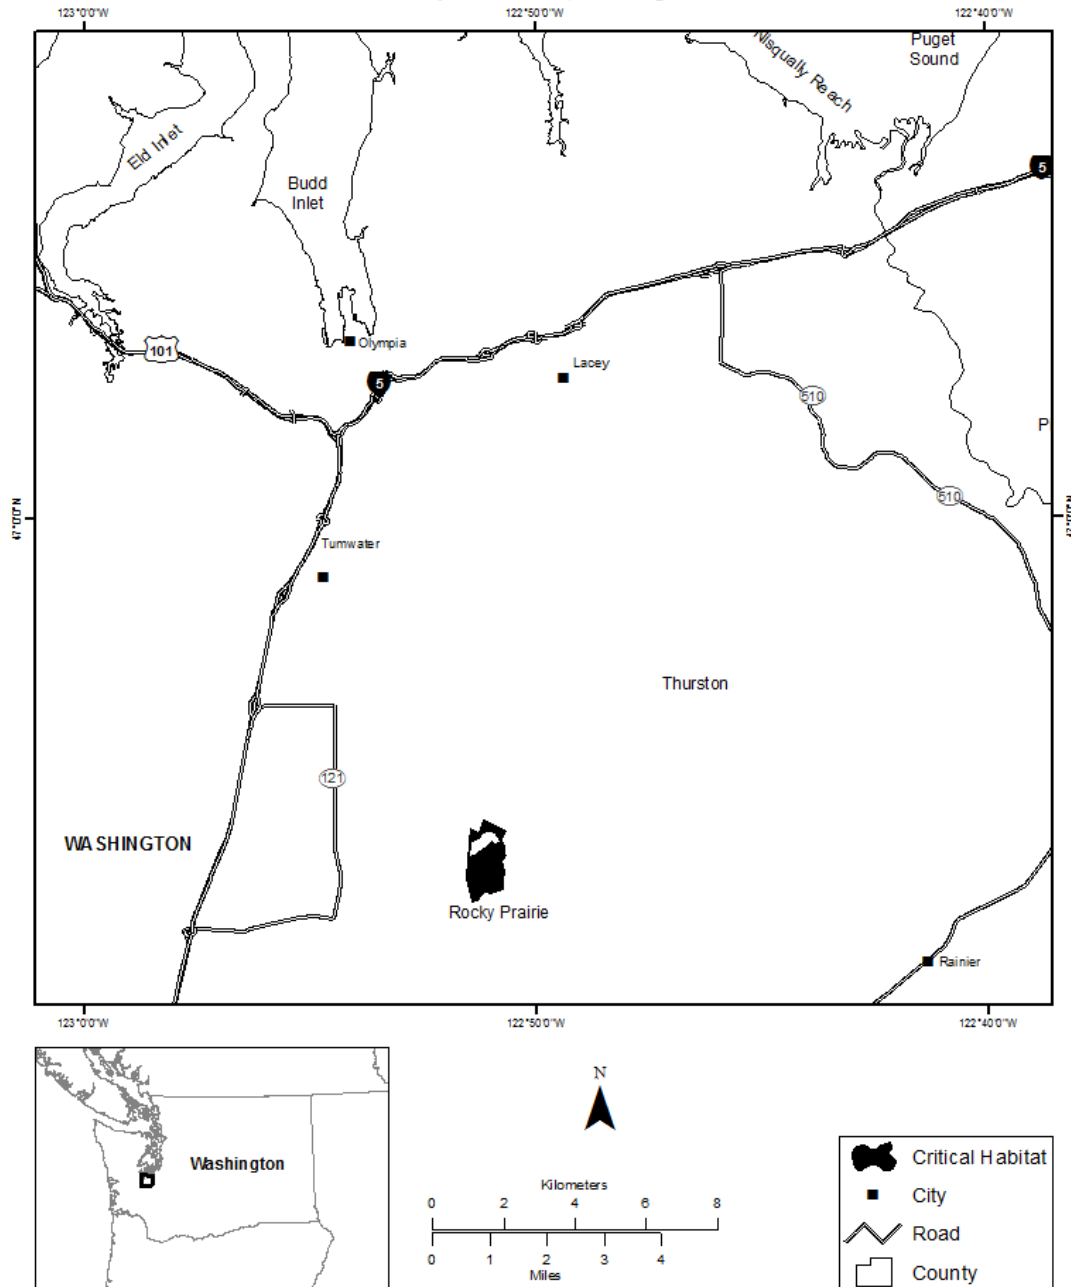 123°0'0"W 122°50'0"W 122°40'0"W
Puget
Sound
Nisqually Reach
Eld Inlet
Budd
Inlet
5
101
Olympia
Lacey
5
510
P
510
47°0'0"N 47°0'0"N
Tumwater
Thurston
121
WASHINGTON
Rocky Prairie
Rainier
123°0'0"W 122°50'0"W 122°40'0"W
Washington
N
Kilometers
0 2 4 6 8
0 1 2 3 4
Miles
Critical Habitat
City
Road
County